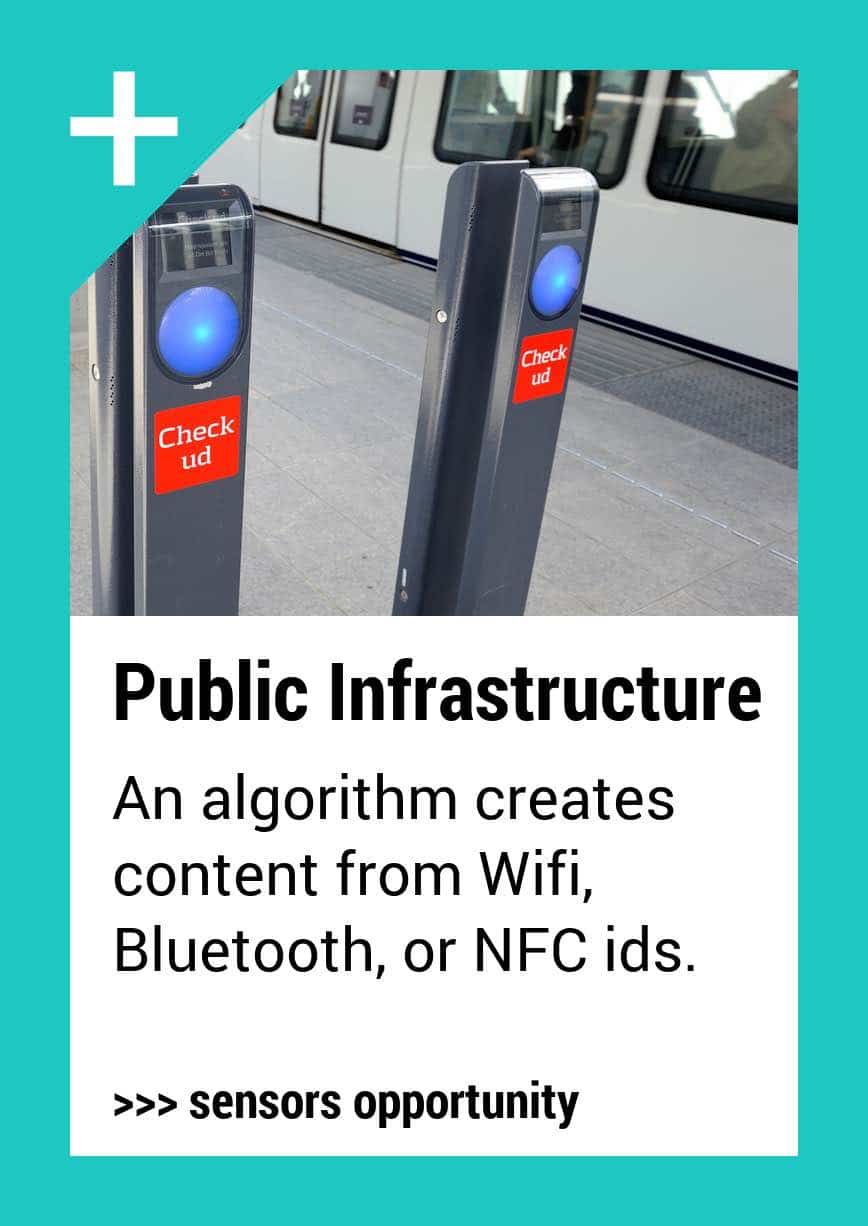 Check
ud
Check
ud
Public Infrastructure
An algorithm creates
content from Wifi,
Bluetooth, or NFC ids.
>>> sensors opportunity